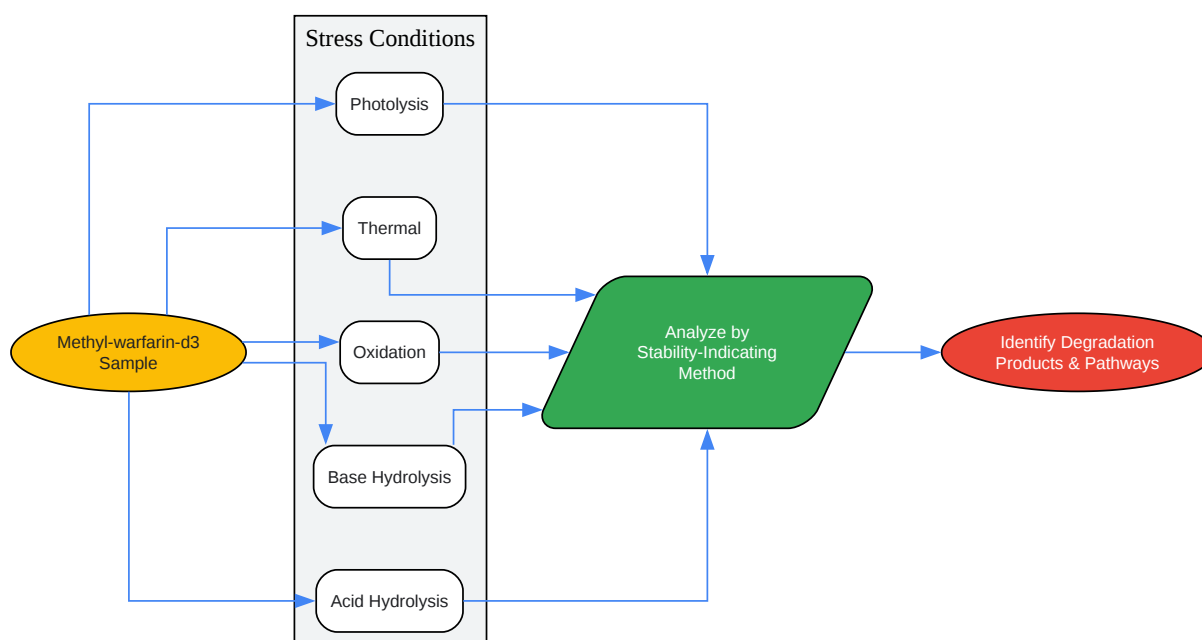 Stress Conditions
Photolysis
Thermal
Methyl-warfarin-d3
Sample
Oxidation
Base Hydrolysis
Acid Hydrolysis
Analyze by
Stability-Indicating
Method
Identify Degradation
Products & Pathways